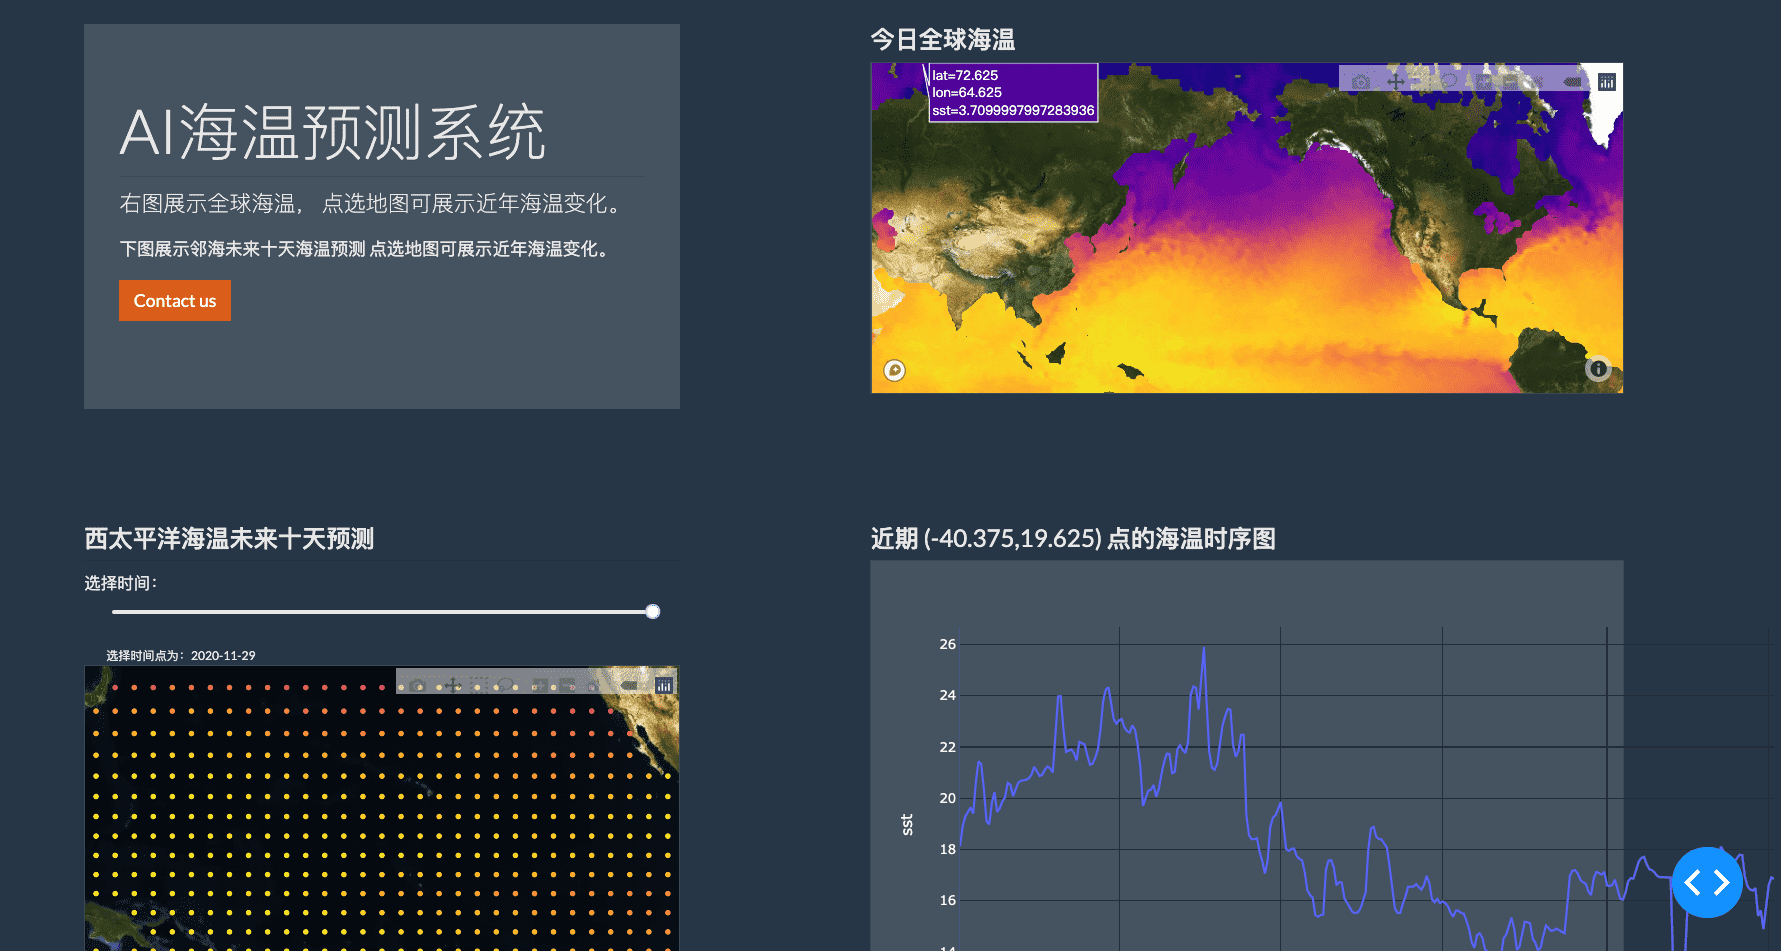 AI海温预测系统
右图展示全球海温， 点选地图可展示近年海温变化。
下图展示邻海未来十天海温预测 点选地图可展示近年海温变化。
Contact us
今日全球海温
lat=72.625
lon=64.625
sst=3.7099997997283936
西太平洋海温未来十天预测
选择时间：
选择时间点为：2020-11-29
近期 (-40.375,19.625) 点的海温时序图
26
24
22
20
18
16
14
sst